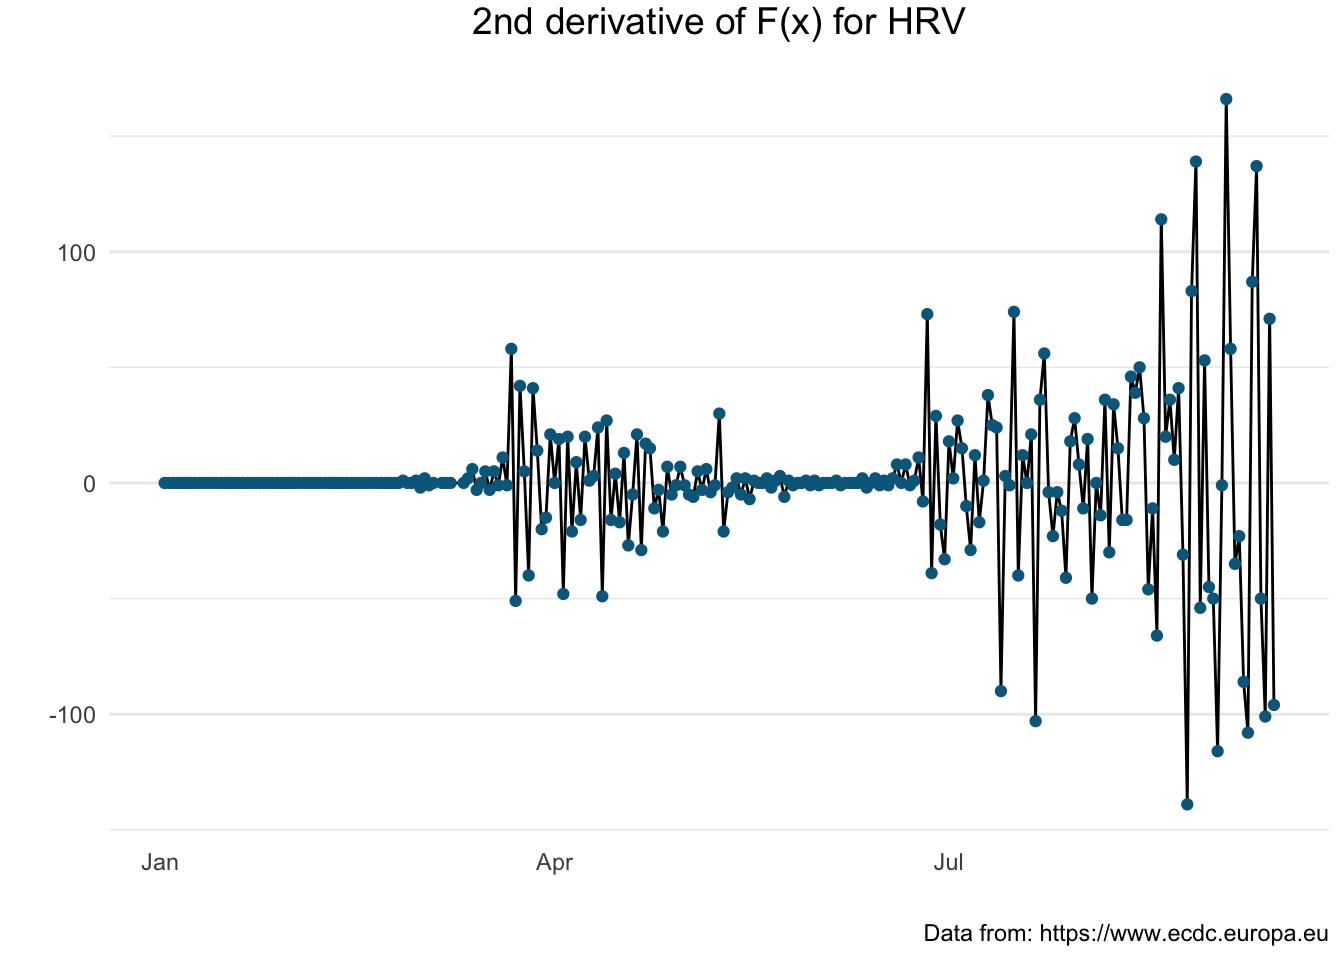 2nd derivative of F(x) for HRV
100
0
-100
Jan Apr Jul
Data from: https://www.ecdc.europa.eu